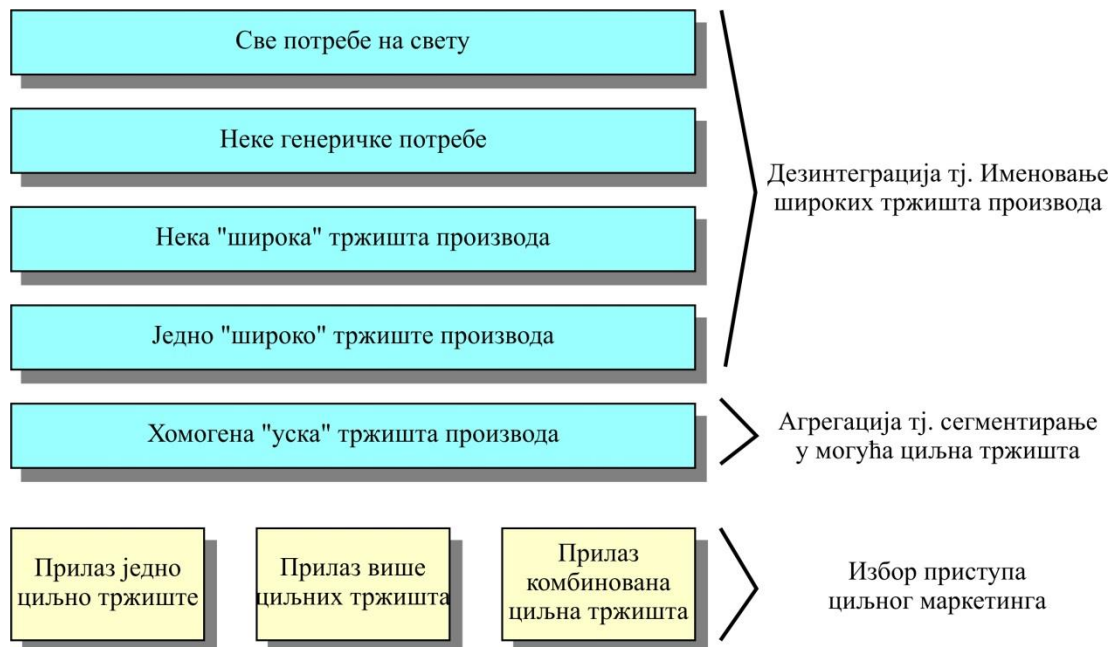 Све потребе на свету
Неке генеричке потребе
Нека "широка" тржишта производа
Једно "широко" тржиште производа
Хомогена "уска" тржишта производа
Дезинтеграција тј. Именовање
широких тржишта производа
Агрегација тј. сегментирање
у могућа циљна тржишта
Прилаз једно
циљно тржиште
Прилаз више
циљних тржишта
Прилаз
комбинована
циљна тржишта
Избор приступа
циљног маркетинга